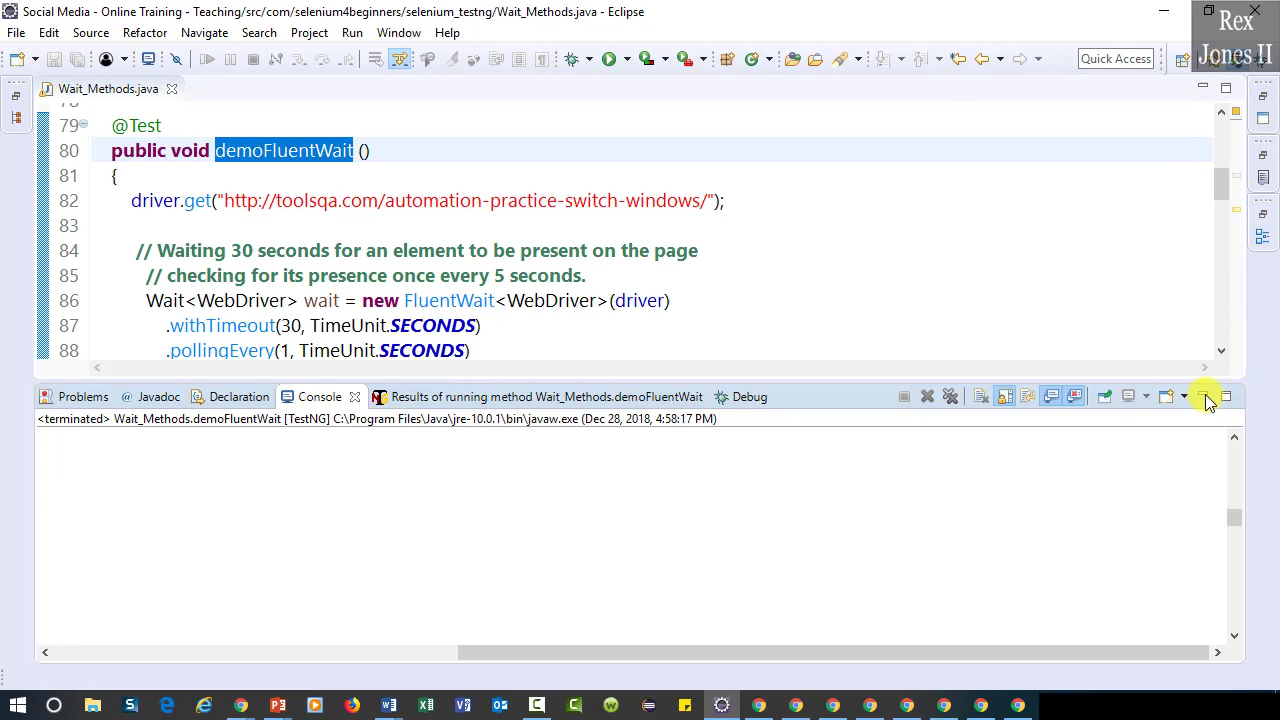 Social Media - Online Training - Teaching/src/com/selenium4beginners/selenium_testng/Wait_Methods.java - Eclipse
Rex
Jones II
File Edit Source Refactor Navigate Search Project Run Window Help
Quick Access
Wait_Methods.java
78
79 @Test
80 public void demoFluentWait ()
81 {
82 driver.get("http://toolsqa.com/automation-practice-switch-windows/");
83
84 // Waiting 30 seconds for an element to be present on the page
85 // checking for its presence once every 5 seconds.
86 Wait<WebDriver> wait = new FluentWait<WebDriver>(driver)
87 .withTimeout(30, TimeUnit.SECONDS)
88 .pollingEvery(1, TimeUnit.SECONDS)
Problems @ Javadoc Declaration Console Results of running method Wait_Methods.demoFluentWait Debug
<terminated> Wait_Methods.demoFluentWait [TestNG] C:\Program Files\Java\jre-10.0.1\bin\javaw.exe (Dec 28, 2018, 4:58:17 PM)